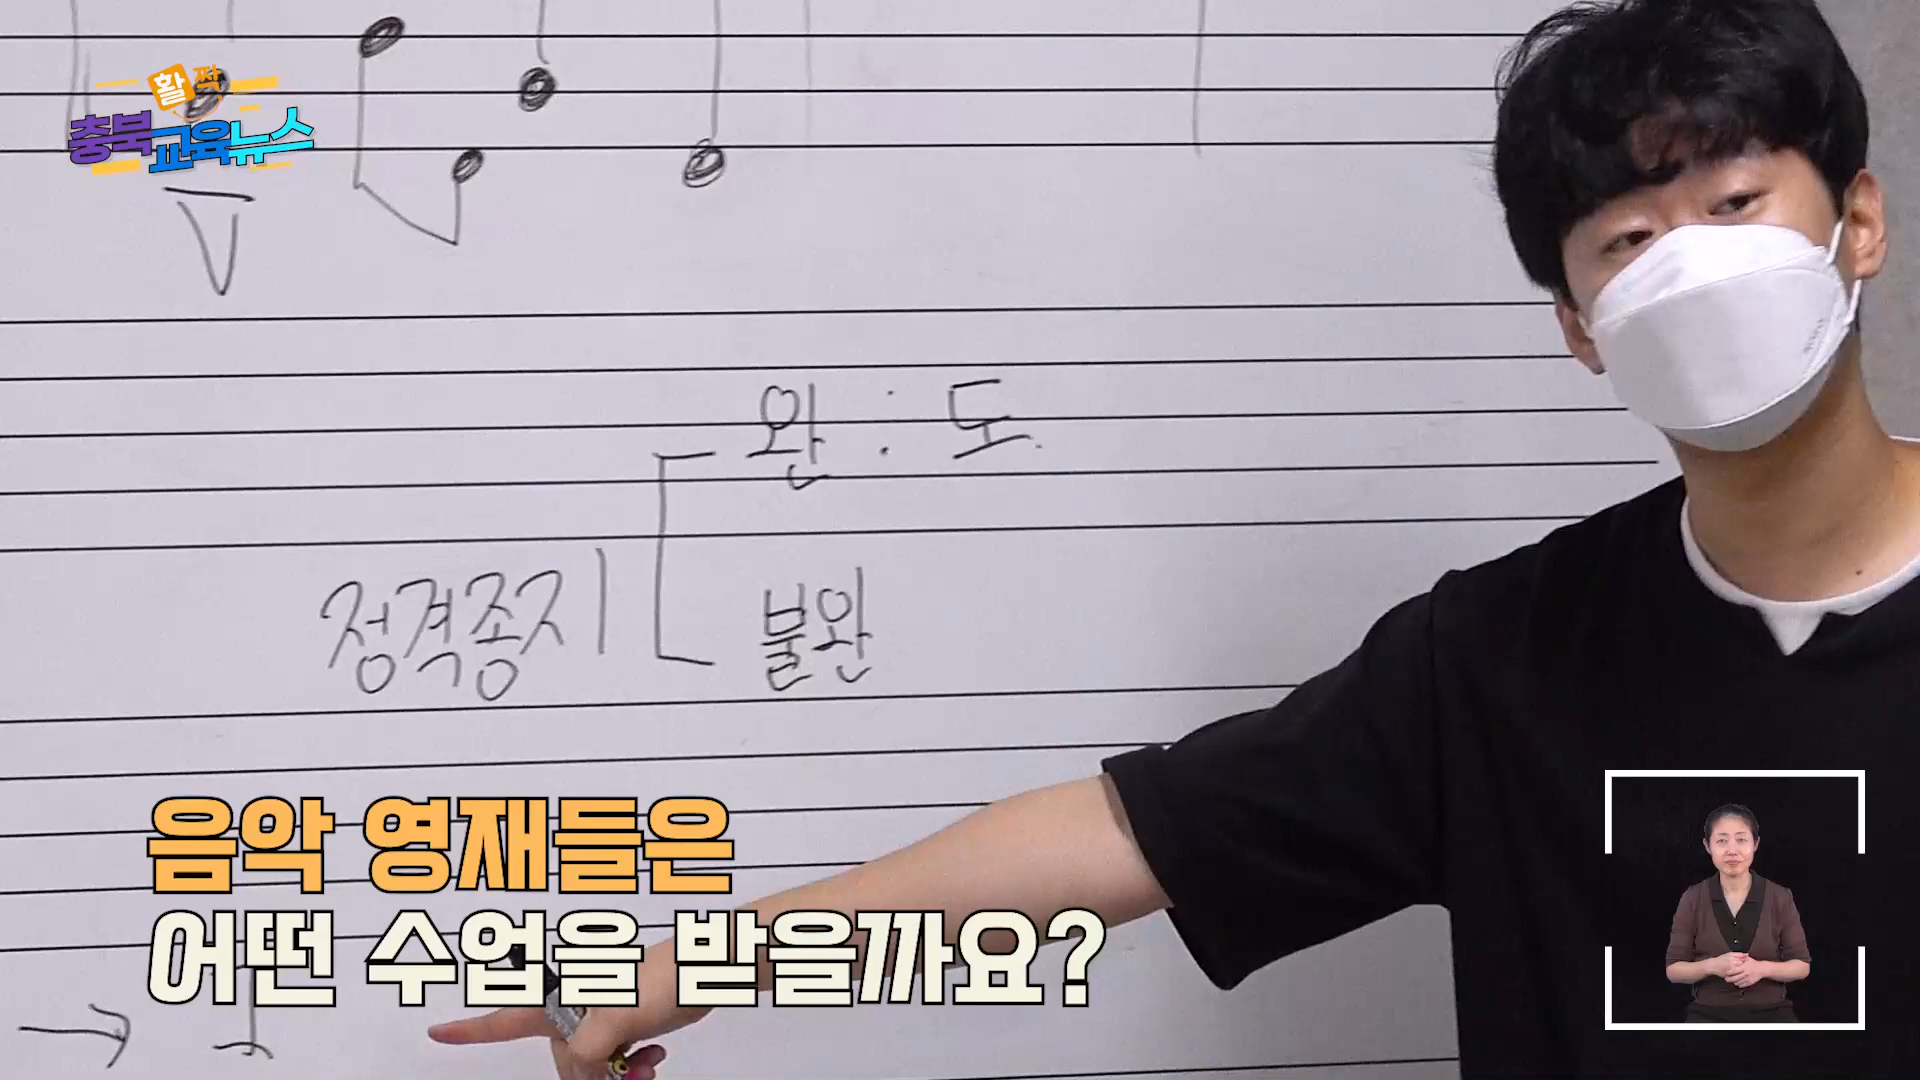 활짝
충북교육뉴스
V
완 : 도.
정격종지
불완
음악 영재들은
어떤 수업을 받을까요?
→ I